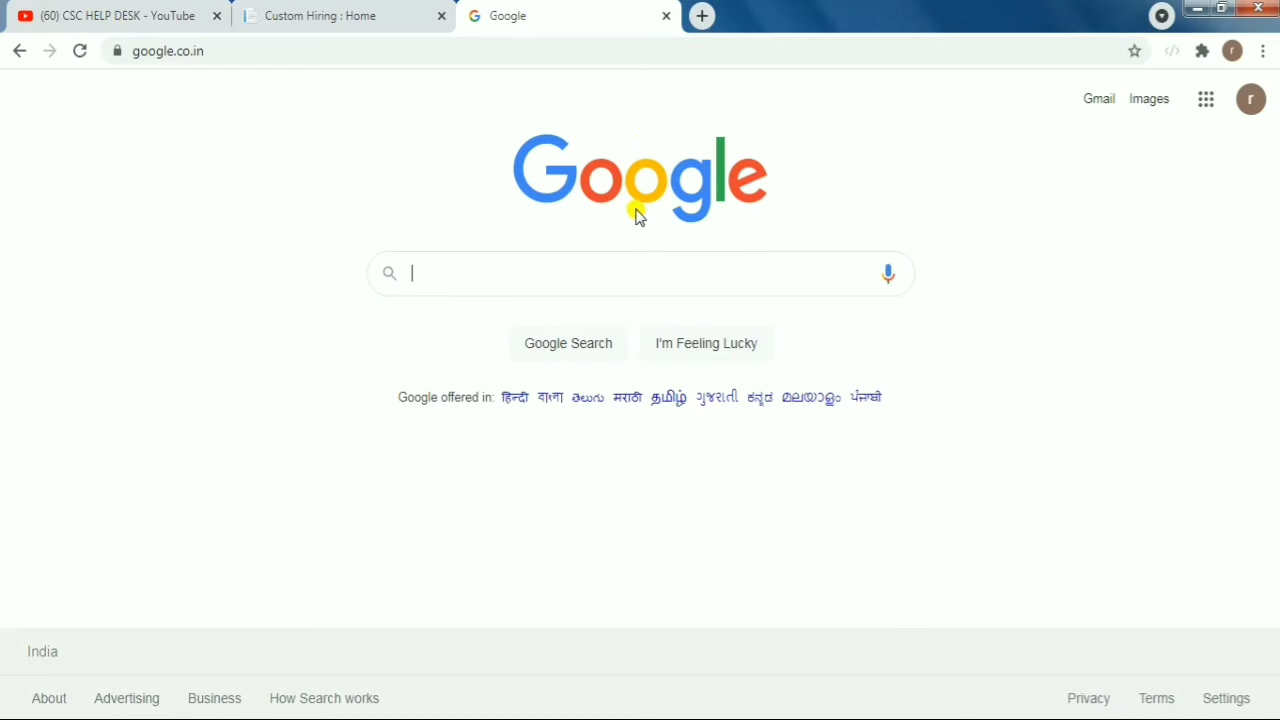 (60) CSC HELP DESK - YouTube
Custom Hiring : Home
Google
google.co.in
r
Gmail Images
r
Google
Google Search
I'm Feeling Lucky
Google offered in: हिन्दी বাংলা తెలుగు मराठी தமிழ் ગુજરાતી ಕನ್ನಡ മലയാളം ਪੰਜਾਬੀ
India
About Advertising Business How Search works
Privacy Terms Settings